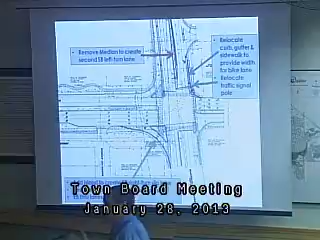 Remove Median to create
second SB left-turn lane
Relocate
curb, gutter &
sidewalk to
provide width
for bike lane
Relocate
traffic signal
pole
Town Board Meeting
January 28, 2013